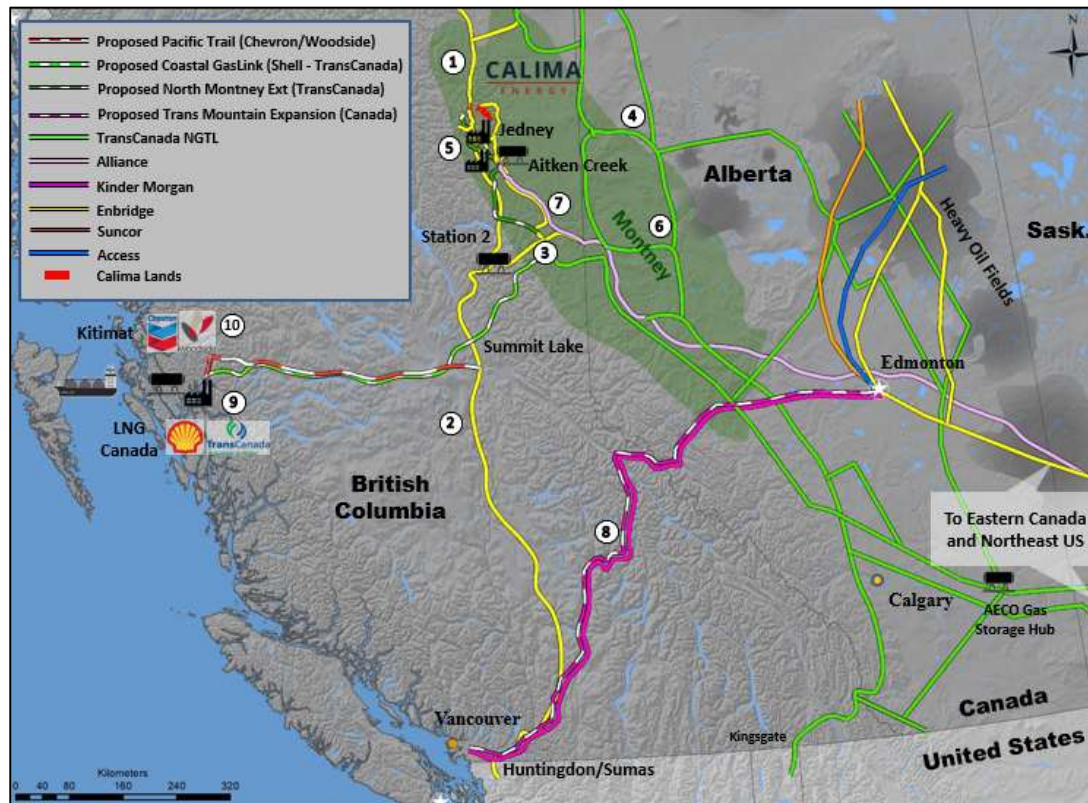 Proposed Pacific Trail (Chevron/Woodside)
Proposed Coastal GasLink (Shell - TransCanada)
Proposed North Montney Ext (TransCanada)
Proposed Trans Mountain Expansion (Canada)
TransCanada NGTL
Alliance
Kinder Morgan
Enbridge
Suncor
Access
Calima Lands
N
1
CALIMA
ENERGY
4
Jedney
5
Aitken Creek
Alberta
7
6
Montney
Station 2
3
Heavy Oil Fields
Sask.
Kitimat
Chevron
Woodside
10
Summit Lake
Edmonton
9
LNG
Canada
TransCanada
2
British
Columbia
8
To Eastern Canada
and Northeast US
Calgary
AECO Gas
Storage Hub
Vancouver
Kingsgate
Canada
United States
Huntingdon/Sumas
Kilometers
0 40 80 160 240 320